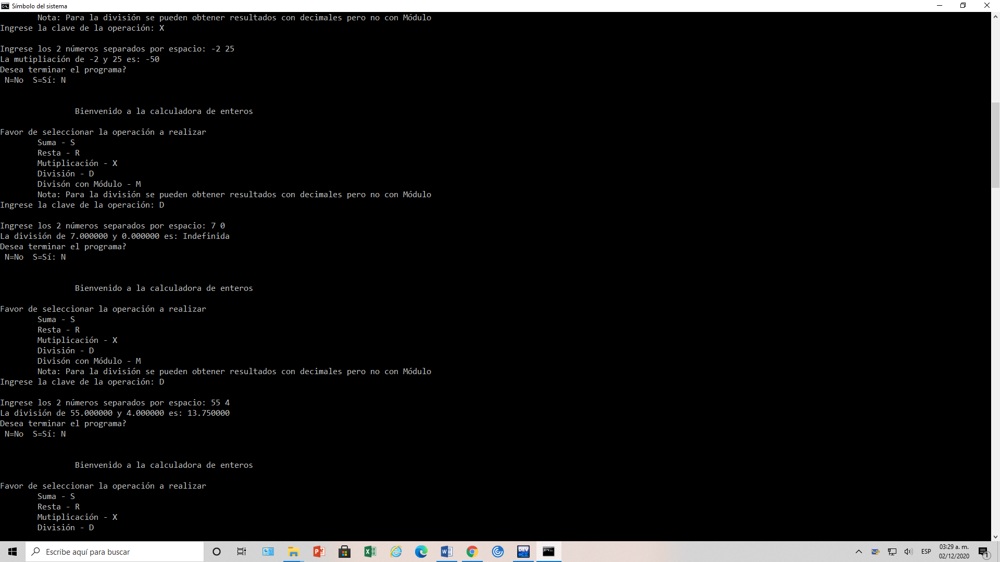 Símbolo del sistema
Nota: Para la división se pueden obtener resultados con decimales pero no con Módulo
Ingrese la clave de la operación: X
Ingrese los 2 números separados por espacio: -2 25
La mutipliación de -2 y 25 es: -50
Desea terminar el programa?
N=No  S=Sí: N
Bienvenido a la calculadora de enteros
Favor de seleccionar la operación a realizar
Suma - S
Resta - R
Mutiplicación - X
División - D
Divisón con Módulo - M
Nota: Para la división se pueden obtener resultados con decimales pero no con Módulo
Ingrese la clave de la operación: D
Ingrese los 2 números separados por espacio: 7 0
La división de 7.000000 y 0.000000 es: Indefinida
Desea terminar el programa?
N=No  S=Sí: N
Bienvenido a la calculadora de enteros
Favor de seleccionar la operación a realizar
Suma - S
Resta - R
Mutiplicación - X
División - D
Divisón con Módulo - M
Nota: Para la división se pueden obtener resultados con decimales pero no con Módulo
Ingrese la clave de la operación: D
Ingrese los 2 números separados por espacio: 55 4
La división de 55.000000 y 4.000000 es: 13.750000
Desea terminar el programa?
N=No  S=Sí: N
Bienvenido a la calculadora de enteros
Favor de seleccionar la operación a realizar
Suma - S
Resta - R
Mutiplicación - X
División - D
Escribe aquí para buscar
DEV
ESP
03:29 a. m.
02/12/2020
1